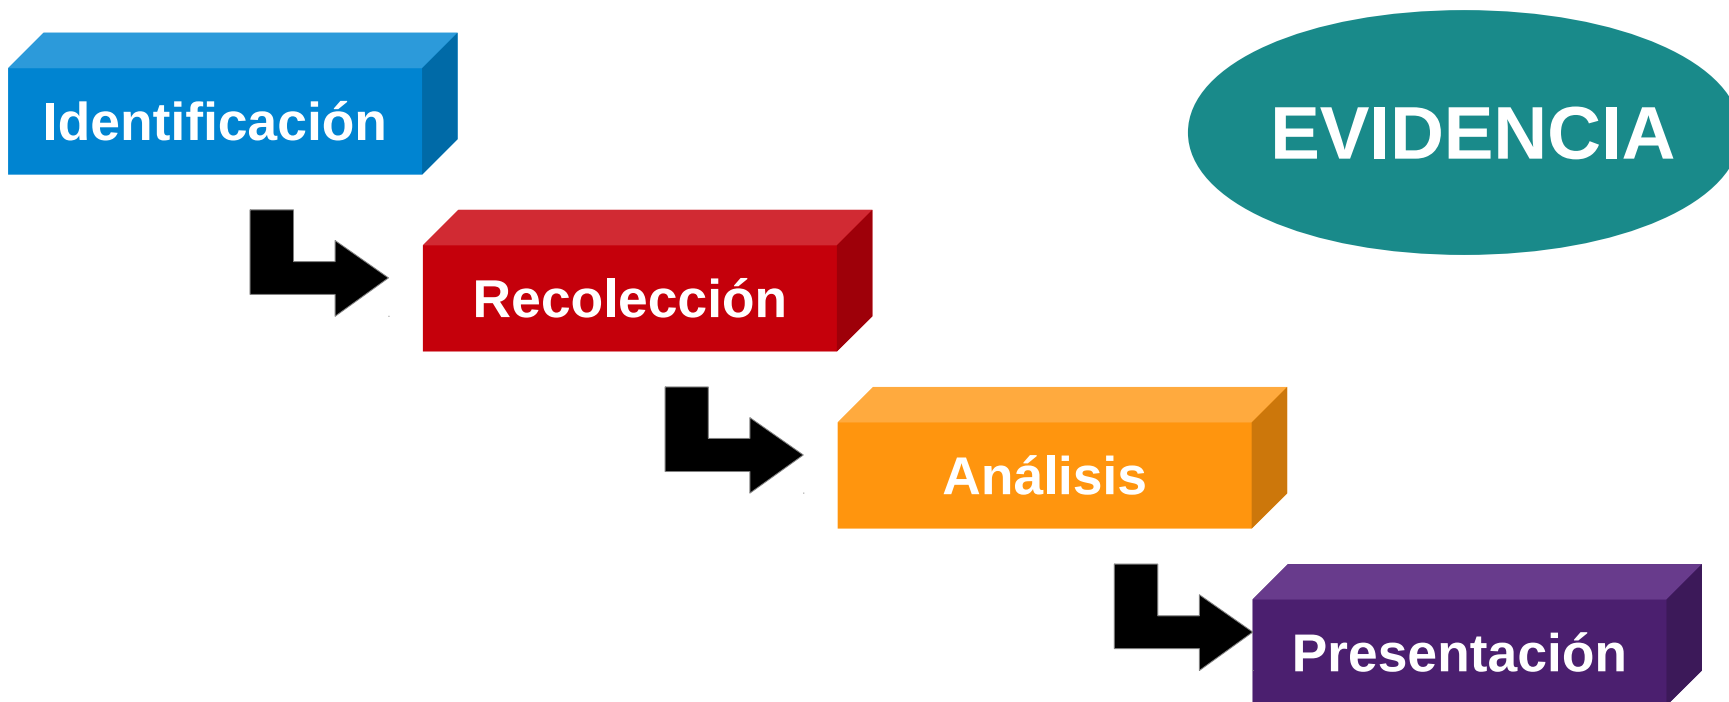 Identificación
EVIDENCIA
Recolección
Análisis
Presentación